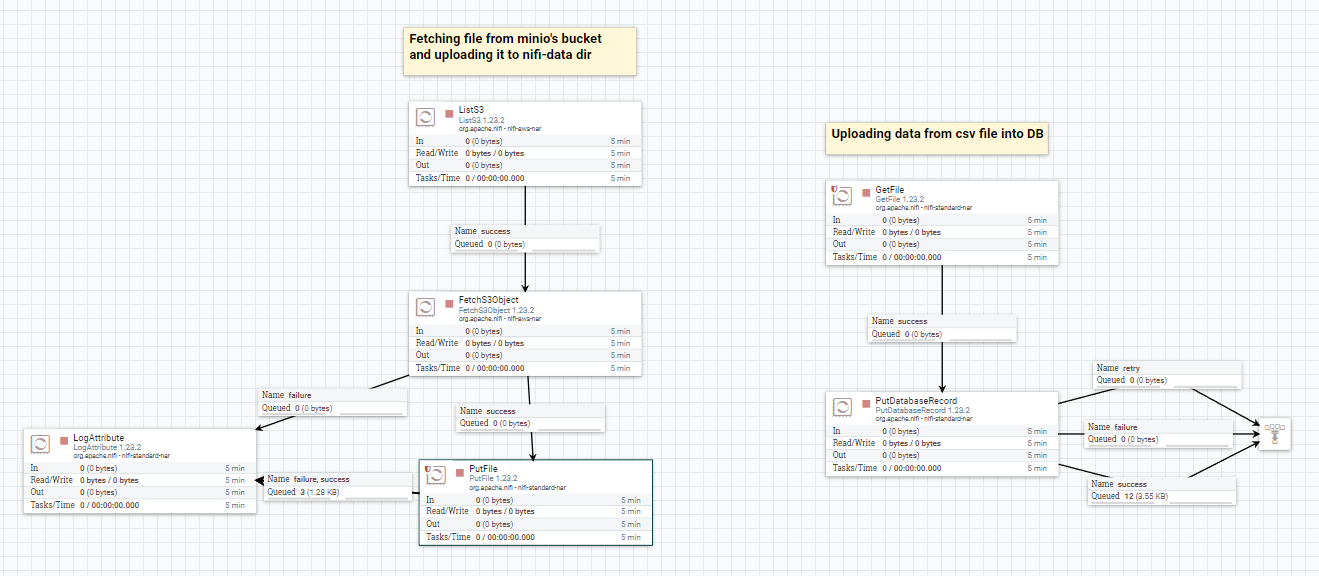 Fetching file from minio's bucket
and uploading it to nifi-data dir
ListS3
ListS3 1.23.2
org.apache.nifi - nifi-aws-nar
In 0 (0 bytes) 5 min
Read/Write 0 bytes / 0 bytes 5 min
Out 0 (0 bytes) 5 min
Tasks/Time 0 / 00:00:00.000 5 min
Name success
Queued 0 (0 bytes)
FetchS3Object
FetchS3Object 1.23.2
org.apache.nifi - nifi-aws-nar
In 0 (0 bytes) 5 min
Read/Write 0 bytes / 0 bytes 5 min
Out 0 (0 bytes) 5 min
Tasks/Time 0 / 00:00:00.000 5 min
Name failure
Queued 0 (0 bytes)
Name success
Queued 0 (0 bytes)
LogAttribute
LogAttribute 1.23.2
org.apache.nifi - nifi-standard-nar
In 0 (0 bytes) 5 min
Read/Write 0 bytes / 0 bytes 5 min
Out 0 (0 bytes) 5 min
Tasks/Time 0 / 00:00:00.000 5 min
Name failure, success
Queued 3 (1.29 KB)
PutFile
PutFile 1.23.2
org.apache.nifi - nifi-standard-nar
In 0 (0 bytes) 5 min
Read/Write 0 bytes / 0 bytes 5 min
Out 0 (0 bytes) 5 min
Tasks/Time 0 / 00:00:00.000 5 min
Uploading data from csv file into DB
GetFile
GetFile 1.23.2
org.apache.nifi - nifi-standard-nar
In 0 (0 bytes) 5 min
Read/Write 0 bytes / 0 bytes 5 min
Out 0 (0 bytes) 5 min
Tasks/Time 0 / 00:00:00.000 5 min
Name success
Queued 0 (0 bytes)
PutDatabaseRecord
PutDatabaseRecord 1.23.2
org.apache.nifi - nifi-standard-nar
In 0 (0 bytes) 5 min
Read/Write 0 bytes / 0 bytes 5 min
Out 0 (0 bytes) 5 min
Tasks/Time 0 / 00:00:00.000 5 min
Name retry
Queued 0 (0 bytes)
Name failure
Queued 0 (0 bytes)
Name success
Queued 12 (3.55 KB)